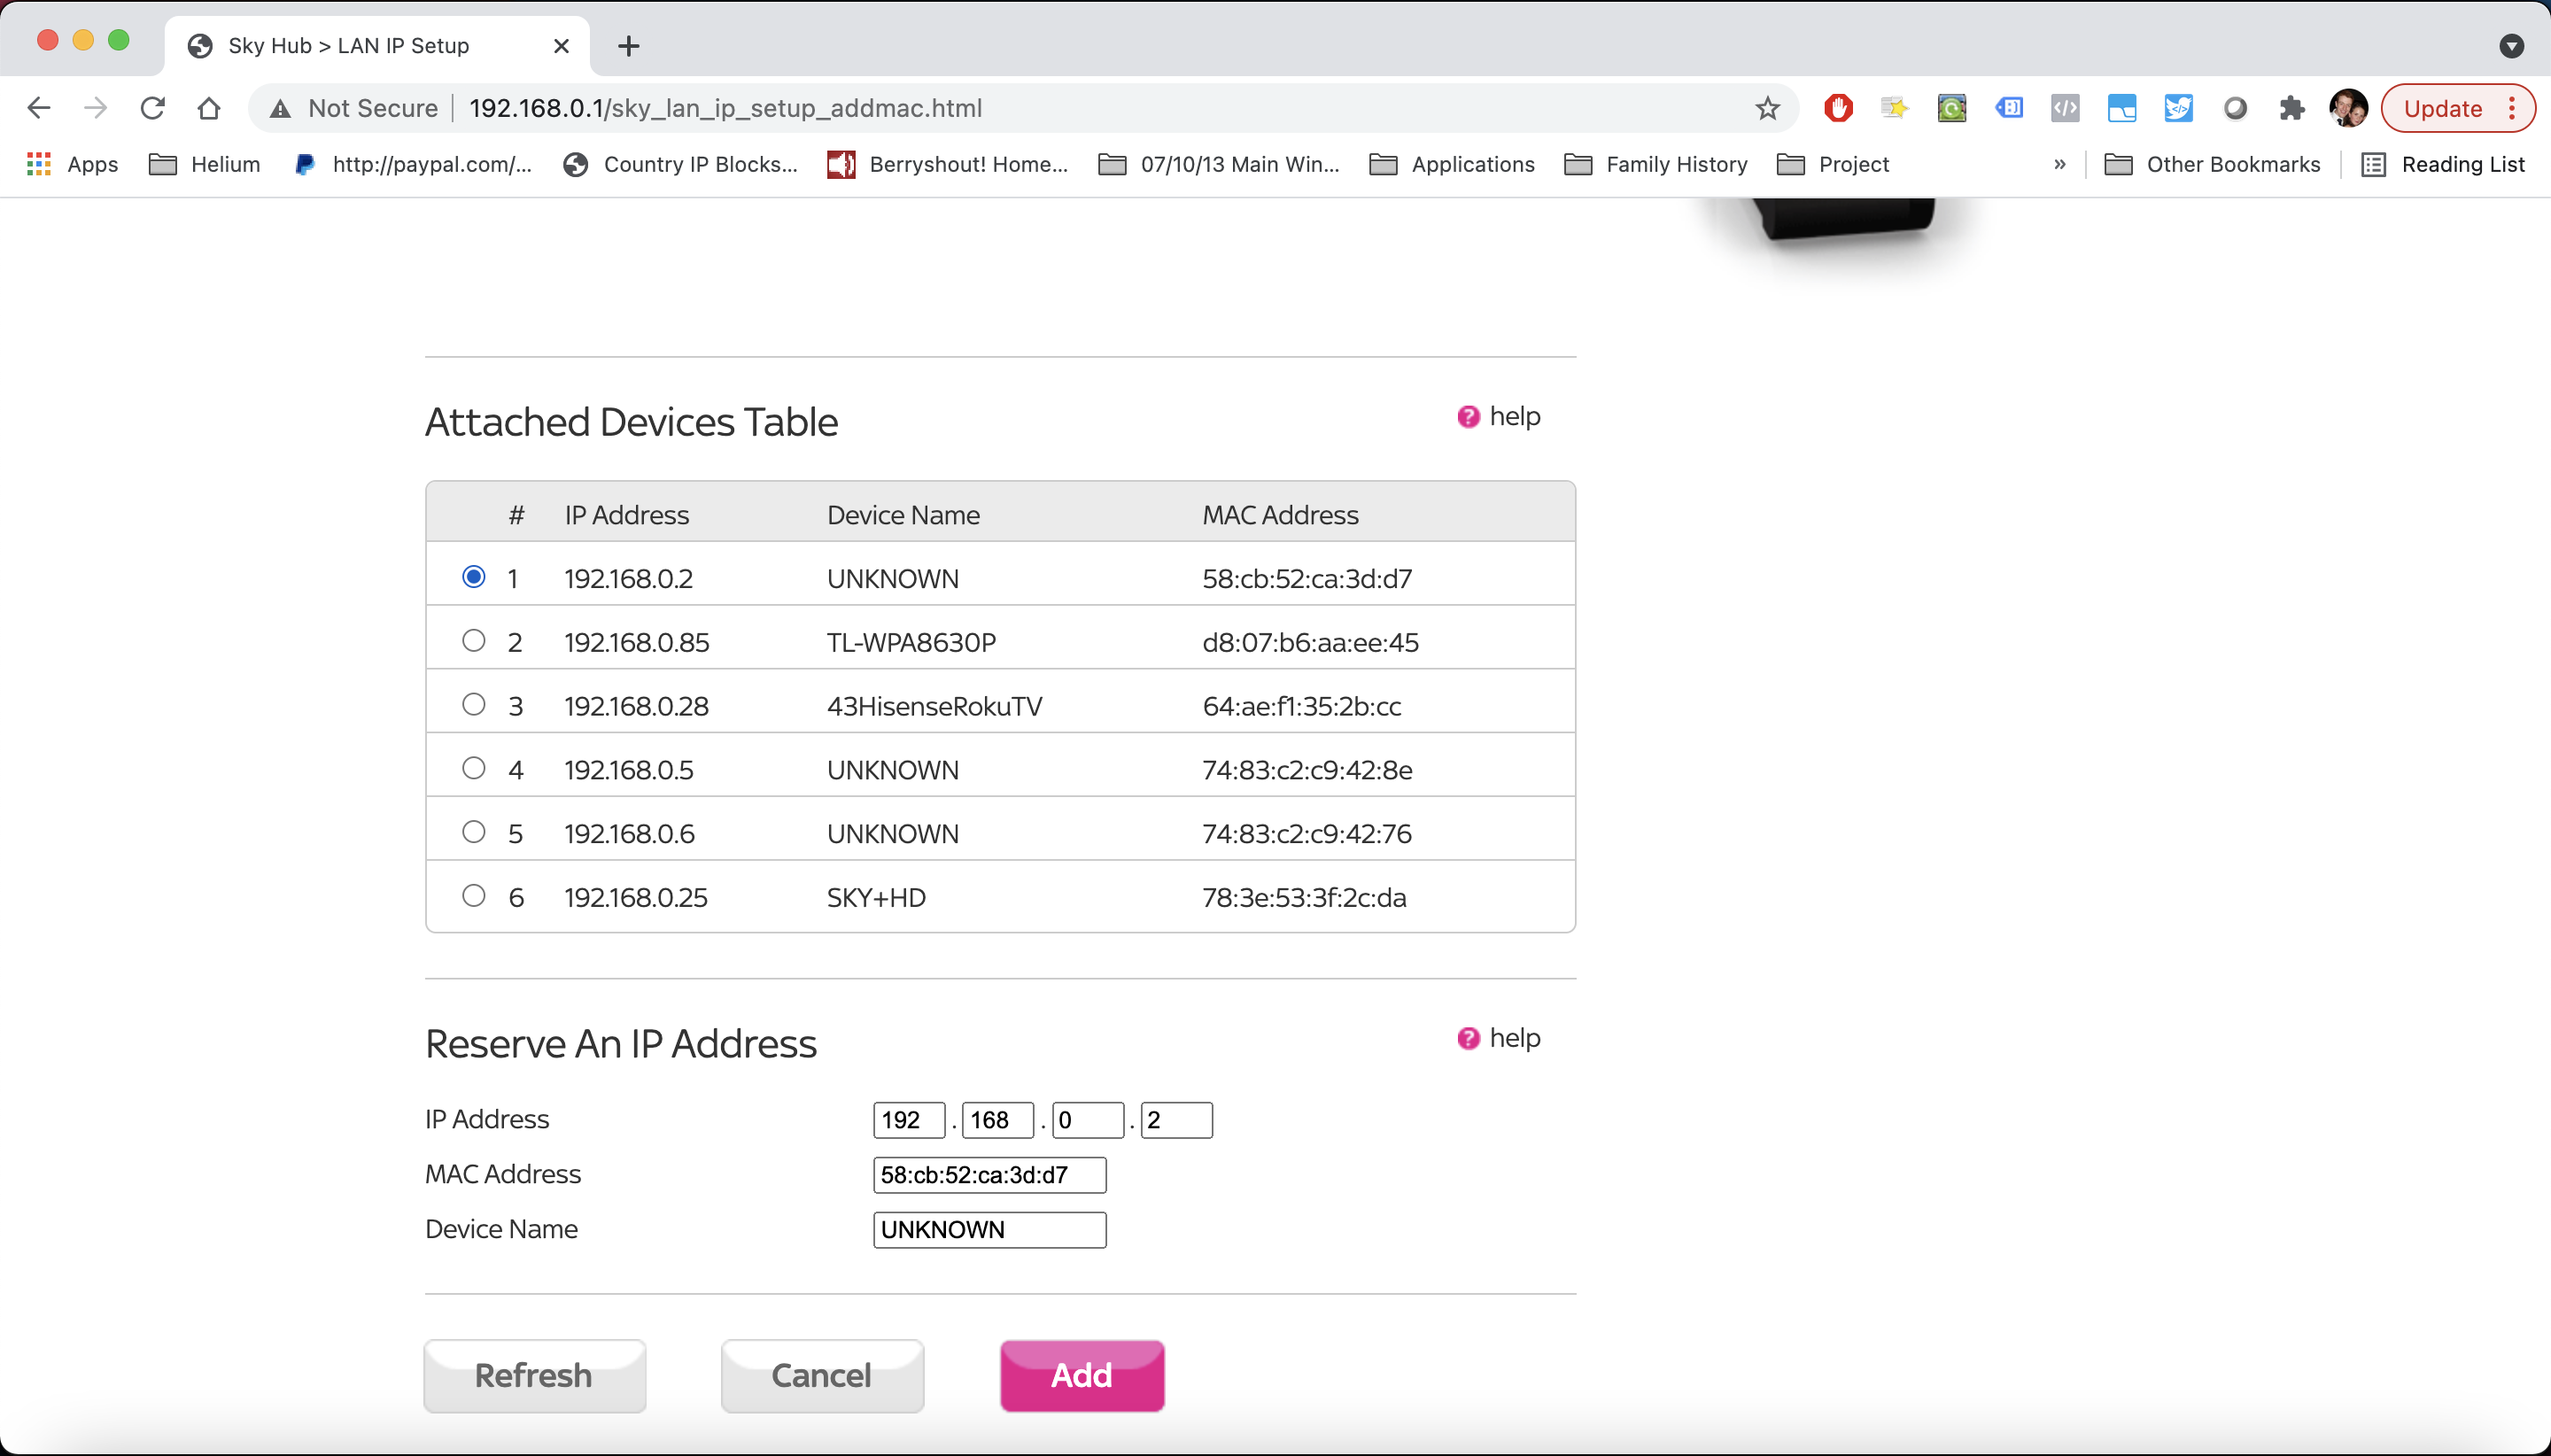 Sky Hub > LAN IP Setup
Not Secure 192.168.0.1/sky_lan_ip_setup_addmac.html Update
Apps Helium http://paypal.com/... Country IP Blocks... Berryshout! Home... 07/10/13 Main Win... Applications Family History Project » Other Bookmarks Reading List
Attached Devices Table ? help
# IP Address Device Name MAC Address
1 192.168.0.2 UNKNOWN 58:cb:52:ca:3d:d7
2 192.168.0.85 TL-WPA8630P d8:07:b6:aa:ee:45
3 192.168.0.28 43HisenseRokuTV 64:ae:f1:35:2b:cc
4 192.168.0.5 UNKNOWN 74:83:c2:c9:42:8e
5 192.168.0.6 UNKNOWN 74:83:c2:c9:42:76
6 192.168.0.25 SKY+HD 78:3e:53:3f:2c:da
Reserve An IP Address ? help
IP Address 192 . 168 . 0 . 2
MAC Address 58:cb:52:ca:3d:d7
Device Name UNKNOWN
Refresh Cancel Add